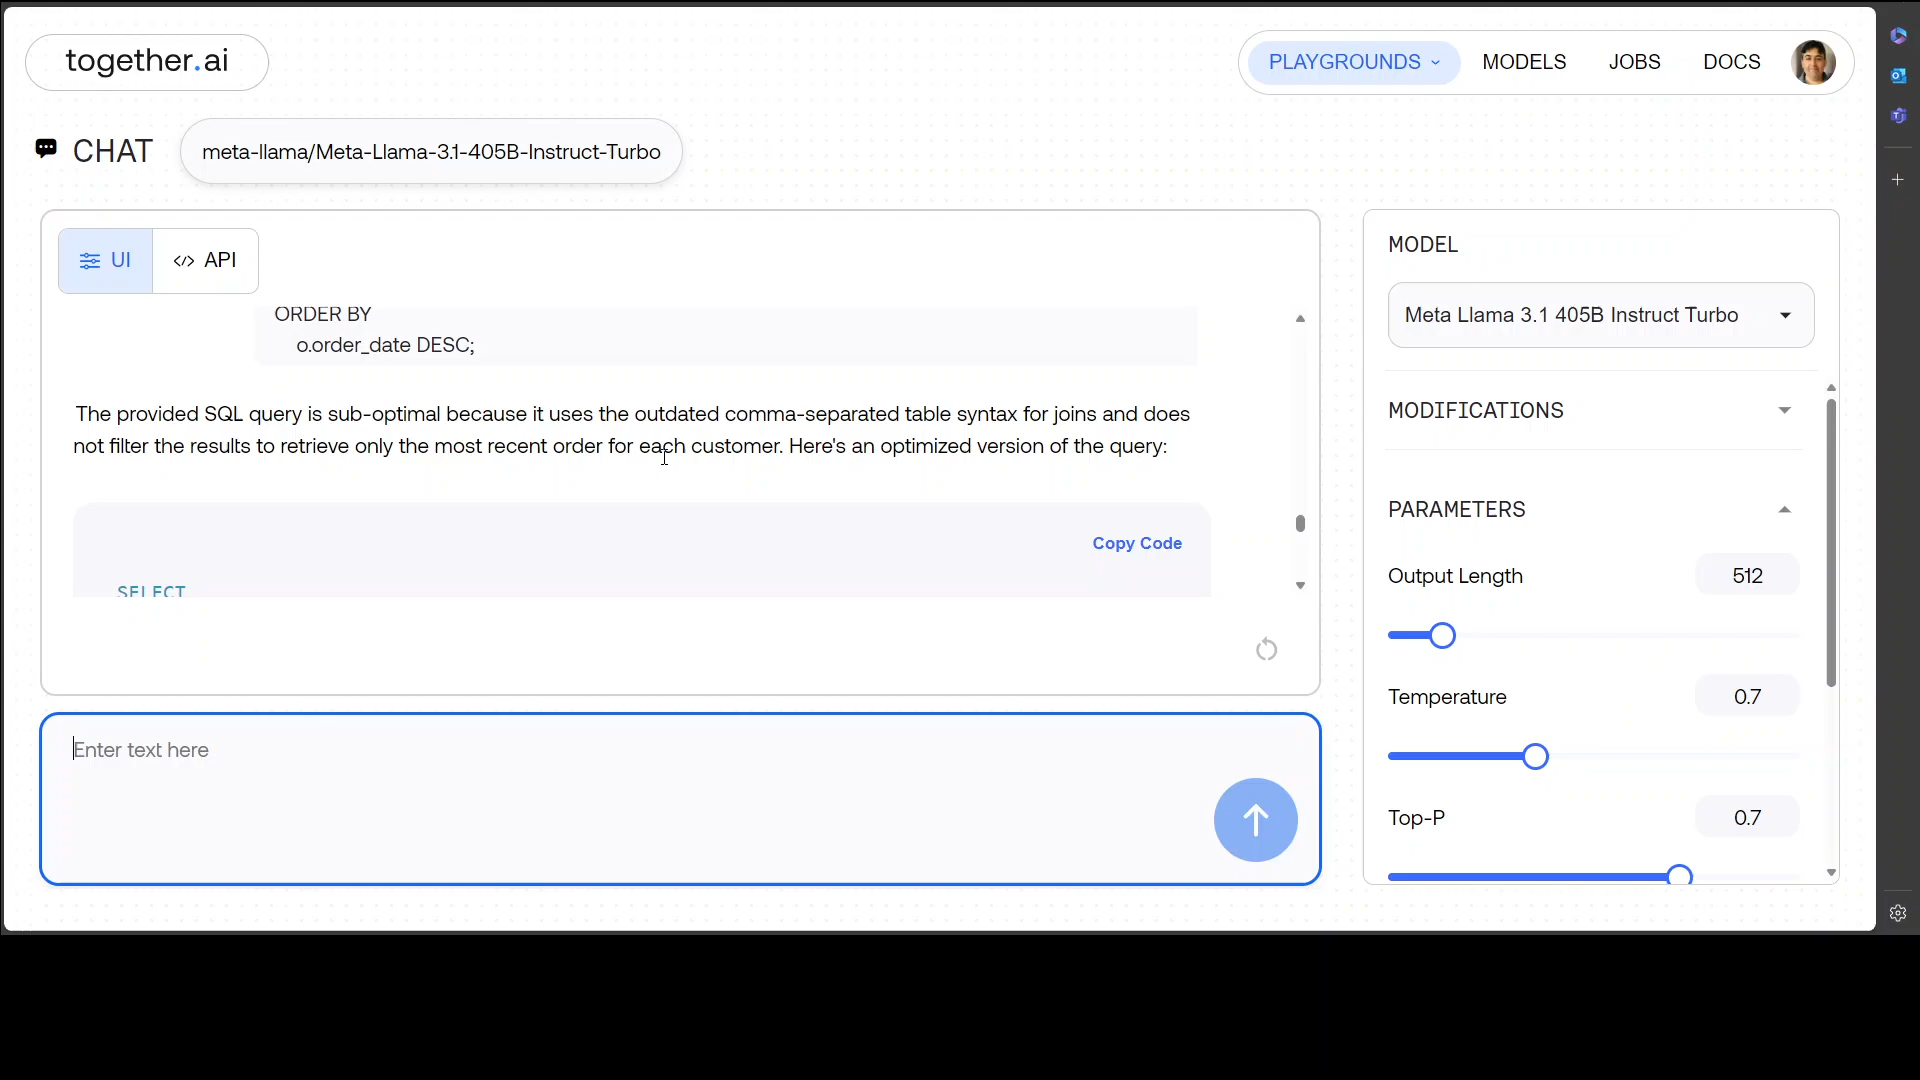 together.ai
PLAYGROUNDS MODELS JOBS DOCS
CHAT meta-llama/Meta-Llama-3.1-405B-Instruct-Turbo
UI </> API
ORDER BY
o.order_date DESC;
The provided SQL query is sub-optimal because it uses the outdated comma-separated table syntax for joins and does
not filter the results to retrieve only the most recent order for each customer. Here's an optimized version of the query:
Copy Code
SELECT
Enter text here
MODEL
Meta Llama 3.1 405B Instruct Turbo
MODIFICATIONS
PARAMETERS
Output Length 512
Temperature 0.7
Top-P 0.7